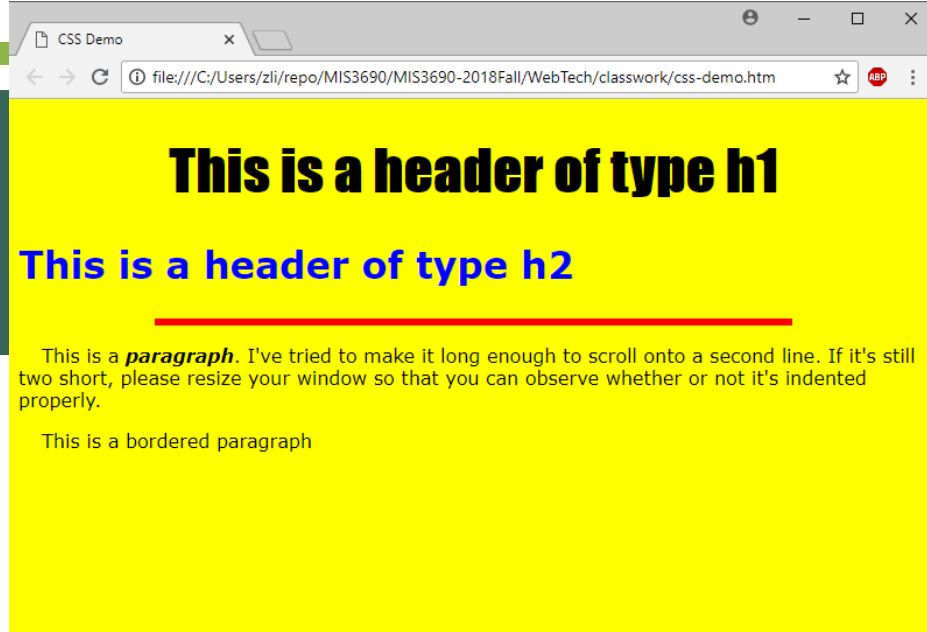 CSS Demo
file:///C:/Users/zli/repo/MIS3690/MIS3690-2018Fall/WebTech/classwork/css-demo.htm
ABP
This is a header of type h1
This is a header of type h2
This is a paragraph. I've tried to make it long enough to scroll onto a second line. If it's still
two short, please resize your window so that you can observe whether or not it's indented
properly.
This is a bordered paragraph